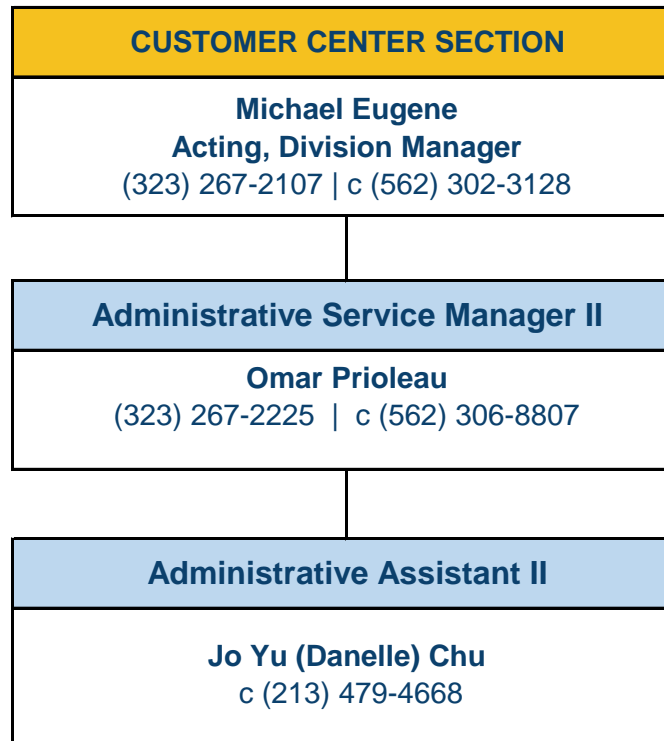 CUSTOMER CENTER SECTION
Michael Eugene
Acting, Division Manager
(323) 267-2107 | c (562) 302-3128
Administrative Service Manager II
Omar Prioleau
(323) 267-2225 | c (562) 306-8807
Administrative Assistant II
Jo Yu (Danelle) Chu
c (213) 479-4668